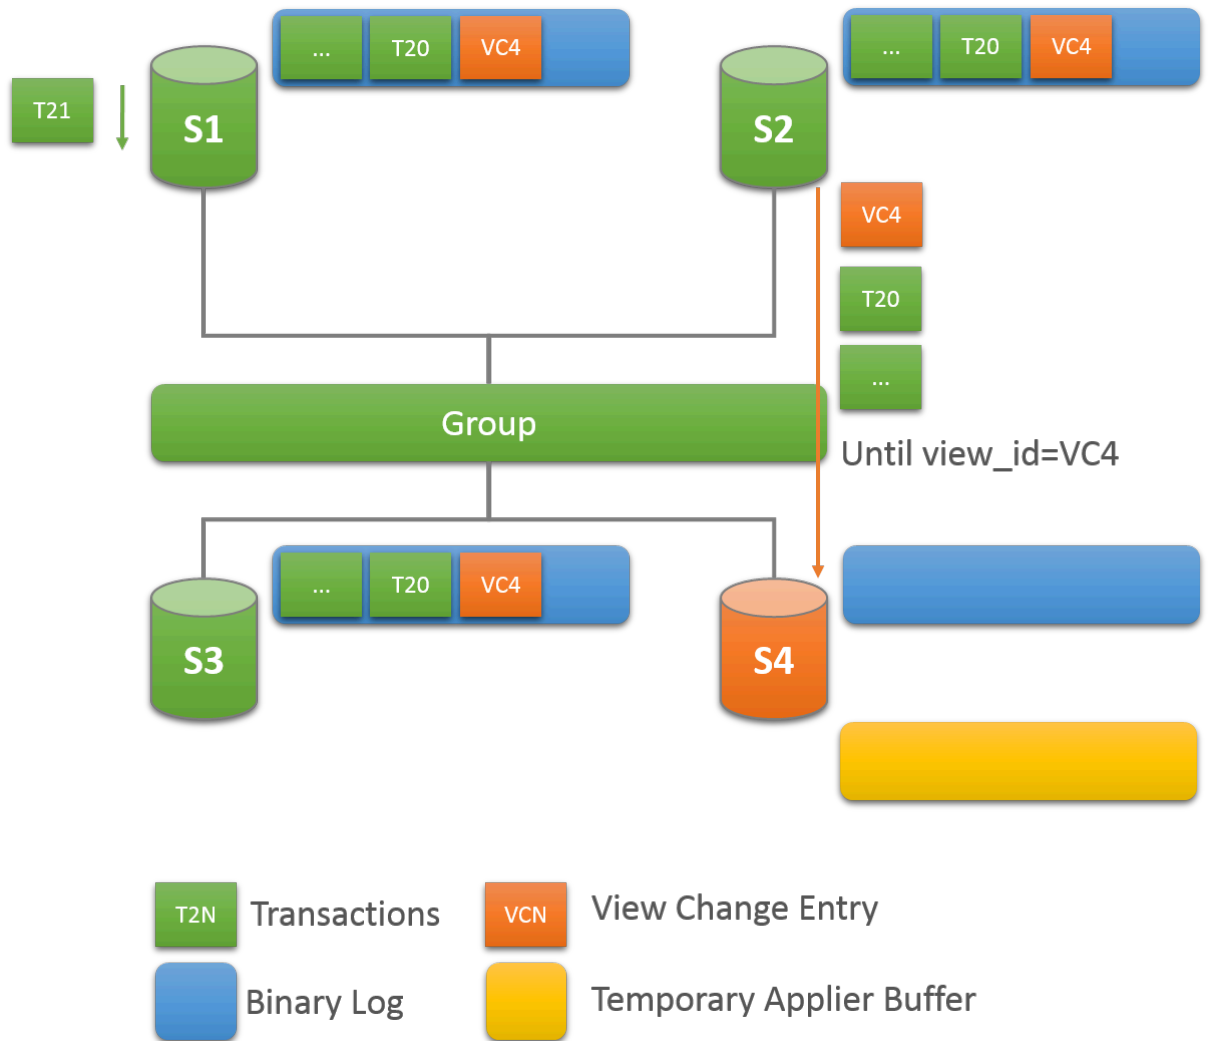 ... T20 VC4
... T20 VC4
T21
S1
S2
VC4
T20
...
Group
Until view_id=VC4
... T20 VC4
S3
S4
T2N Transactions
VCN View Change Entry
Binary Log
Temporary Applier Buffer